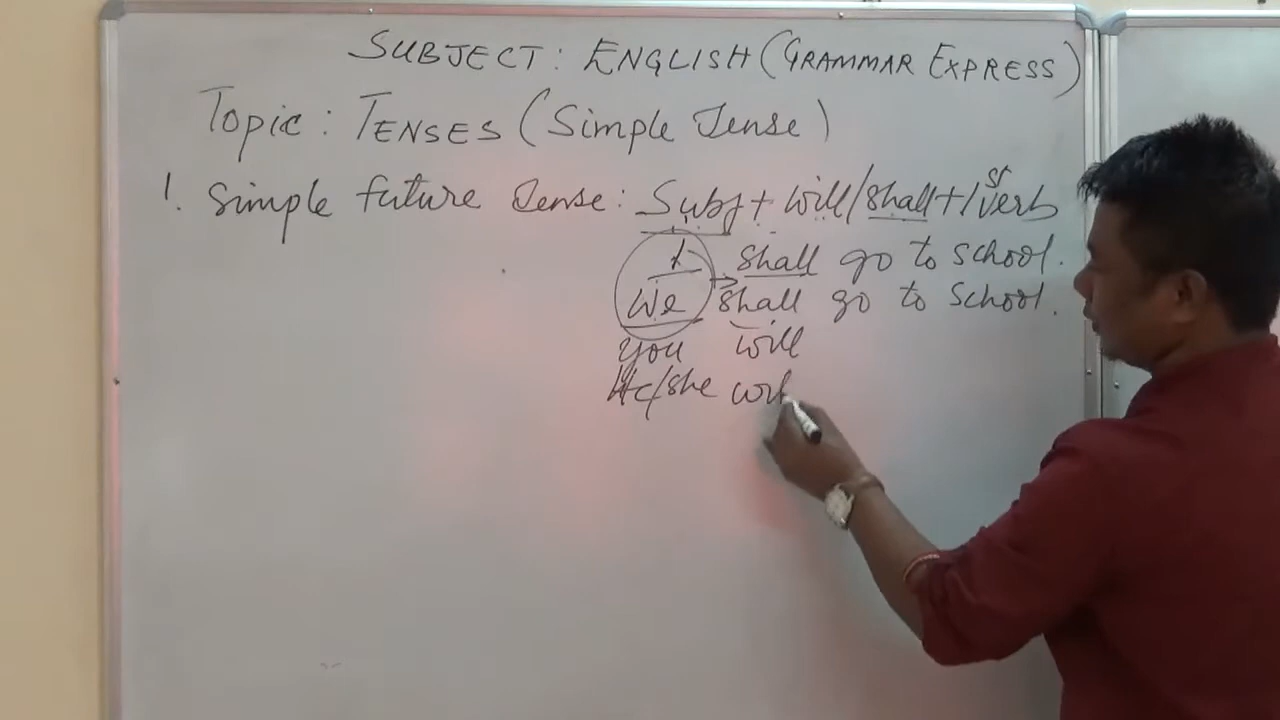 SUBJECT: ENGLISH (GRAMMAR EXPRESS)
Topic: TENSES (Simple Tense)
1. Simple future Tense: Subj + will/shall + 1st verb
I shall go to school.
We shall go to School.
You will
He/she wil